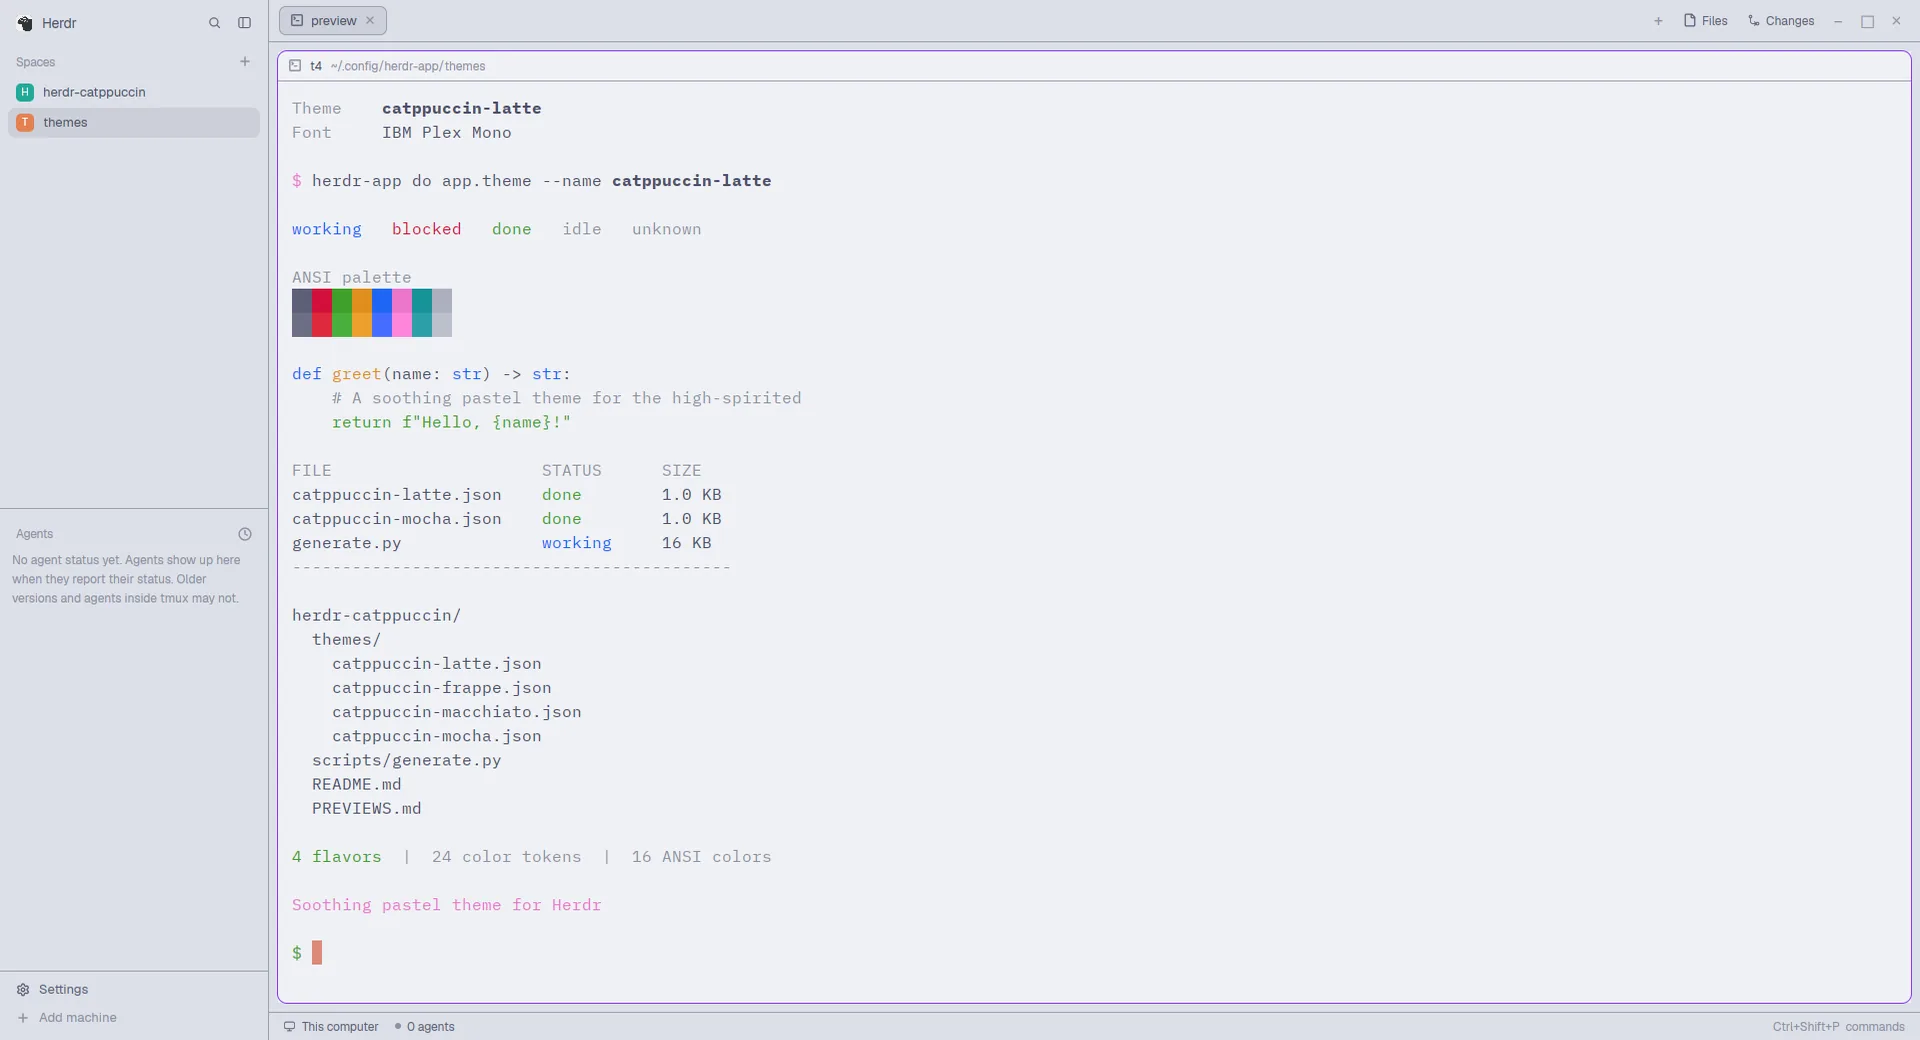 Herdr
Spaces
H herdr-catppuccin
T themes
Agents
No agent status yet. Agents show up here
when they report their status. Older
versions and agents inside tmux may not.
Settings
+ Add machine
preview ×
+ Files Changes
t4 ~/.config/herdr-app/themes
Theme catppuccin-latte
Font IBM Plex Mono
$ herdr-app do app.theme --name catppuccin-latte
working blocked done idle unknown
ANSI palette
def greet(name: str) -> str:
# A soothing pastel theme for the high-spirited
return f"Hello, {name}!"
FILE STATUS SIZE
catppuccin-latte.json done 1.0 KB
catppuccin-mocha.json done 1.0 KB
generate.py working 16 KB
--------------------------------------------
herdr-catppuccin/
themes/
catppuccin-latte.json
catppuccin-frappe.json
catppuccin-macchiato.json
catppuccin-mocha.json
scripts/generate.py
README.md
PREVIEWS.md
4 flavors | 24 color tokens | 16 ANSI colors
Soothing pastel theme for Herdr
$
This computer 0 agents
Ctrl+Shift+P commands